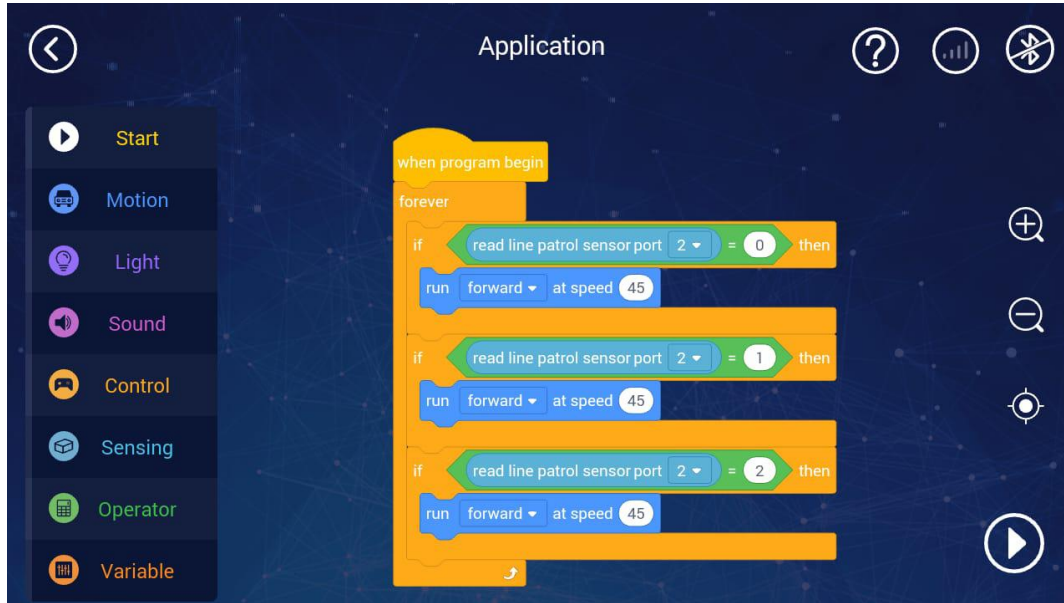 Application
Start
Motion
Light
Sound
Control
Sensing
Operator
Variable
when program begin
forever
if read line patrol sensor port 2 = 0 then
run forward at speed 45
if read line patrol sensor port 2 = 1 then
run forward at speed 45
if read line patrol sensor port 2 = 2 then
run forward at speed 45